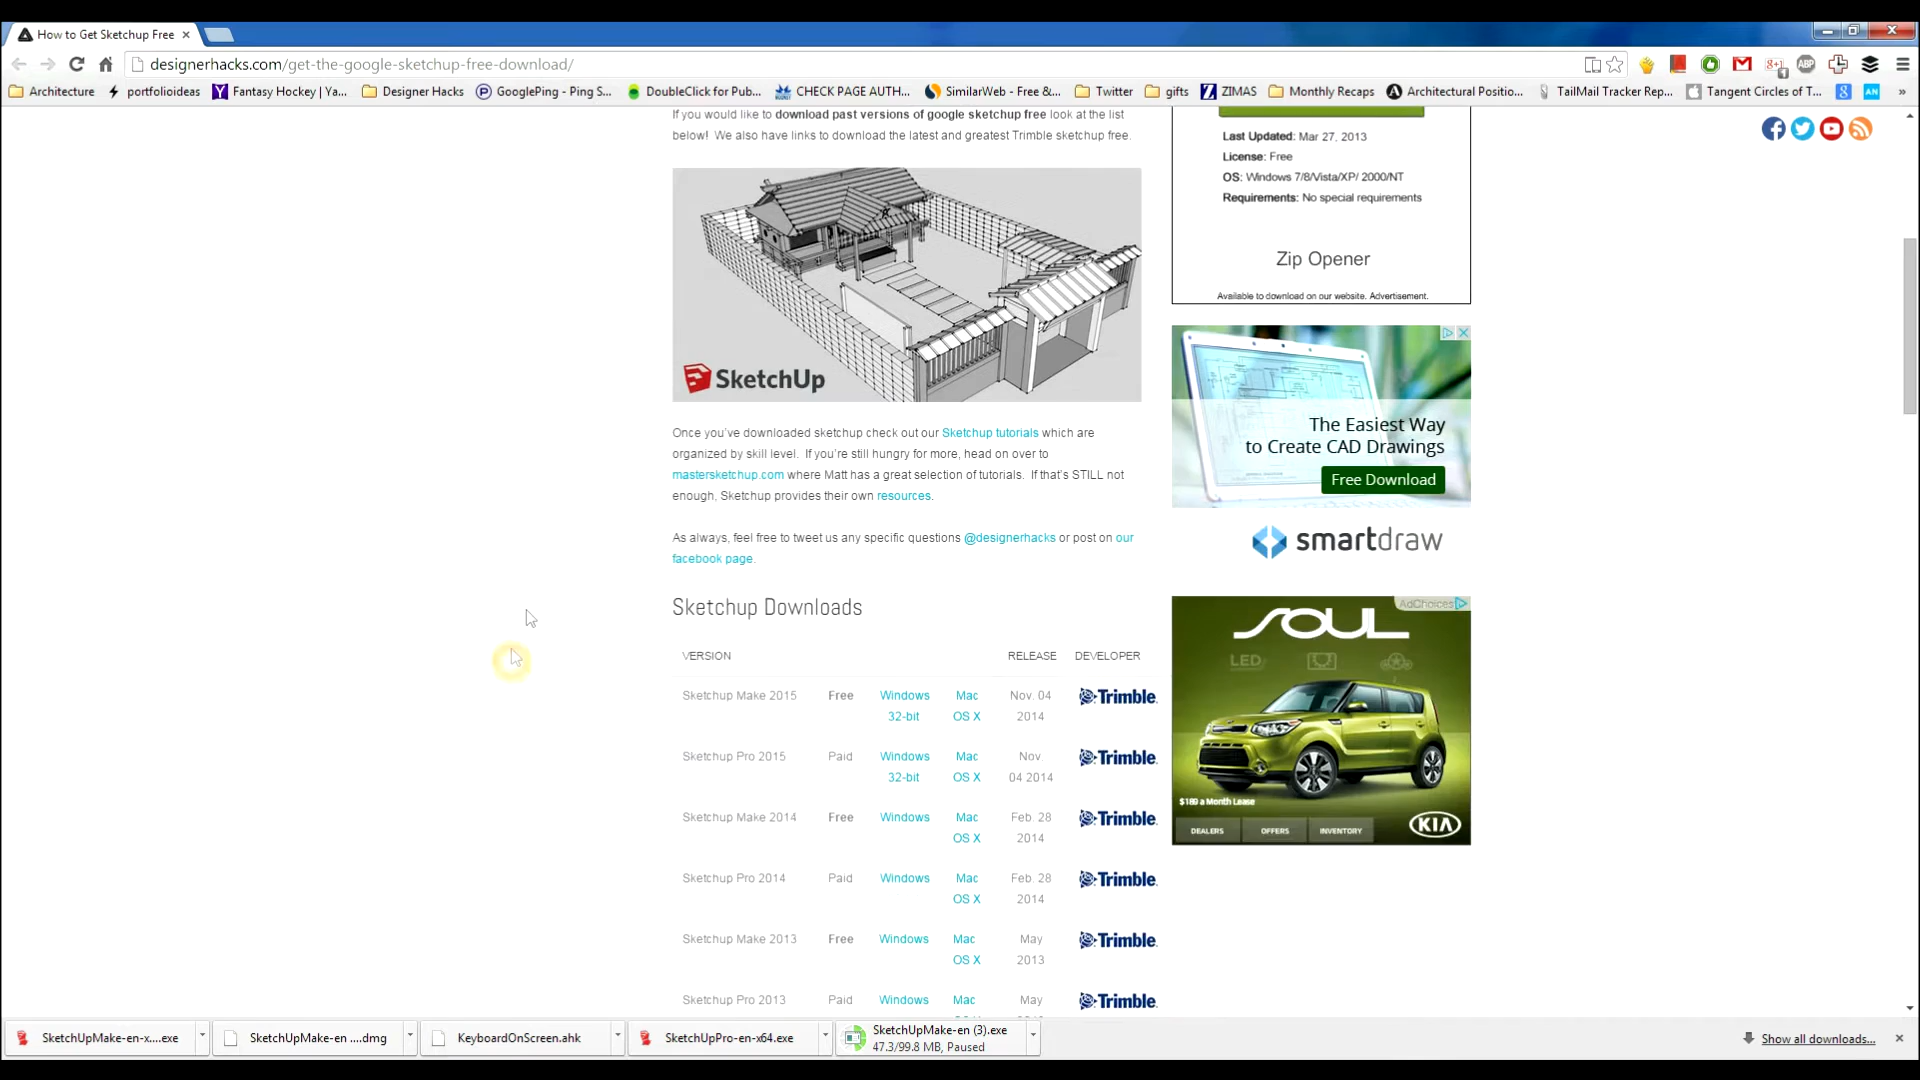 How to Get Sketchup Free
designerhacks.com/get-the-google-sketchup-free-download/
Architecture
portfolioideas
Fantasy Hockey | Ya...
Designer Hacks
GooglePing - Ping S...
DoubleClick for Pub...
CHECK PAGE AUTH...
SimilarWeb - Free &...
Twitter
gifts
ZIMAS
Monthly Recaps
Architectural Positio...
TailMail Tracker Rep...
Tangent Circles of T...
If you would like to download past versions of google sketchup free look at the list
below! We also have links to download the latest and greatest Trimble sketchup free.
SketchUp
Once you've downloaded sketchup check out our Sketchup tutorials which are
organized by skill level. If you're still hungry for more, head on over to
mastersketchup.com where Matt has a great selection of tutorials. If that's STILL not
enough, Sketchup provides their own resources.
As always, feel free to tweet us any specific questions @designerhacks or post on our
facebook page.
Sketchup Downloads
VERSION RELEASE DEVELOPER
Sketchup Make 2015 Free Windows Mac Nov. 04 Trimble.
32-bit OS X 2014
Sketchup Pro 2015 Paid Windows Mac Nov. Trimble.
32-bit OS X 04 2014
Sketchup Make 2014 Free Windows Mac Feb. 28 Trimble.
OS X 2014
Sketchup Pro 2014 Paid Windows Mac Feb. 28 Trimble.
OS X 2014
Sketchup Make 2013 Free Windows Mac May Trimble.
OS X 2013
Sketchup Pro 2013 Paid Windows Mac May Trimble.
Last Updated: Mar 27, 2013
License: Free
OS: Windows 7/8/Vista/XP/ 2000/NT
Requirements: No special requirements
Zip Opener
Available to download on our website. Advertisement.
The Easiest Way
to Create CAD Drawings
Free Download
smartdraw
AdChoices
SOUL
LED
$189 a Month Lease
DEALERS OFFERS INVENTORY
KIA
SketchUpMake-en-x....exe
SketchUpMake-en ....dmg
KeyboardOnScreen.ahk
SketchUpPro-en-x64.exe
SketchUpMake-en (3).exe
47.3/99.8 MB, Paused
Show all downloads...